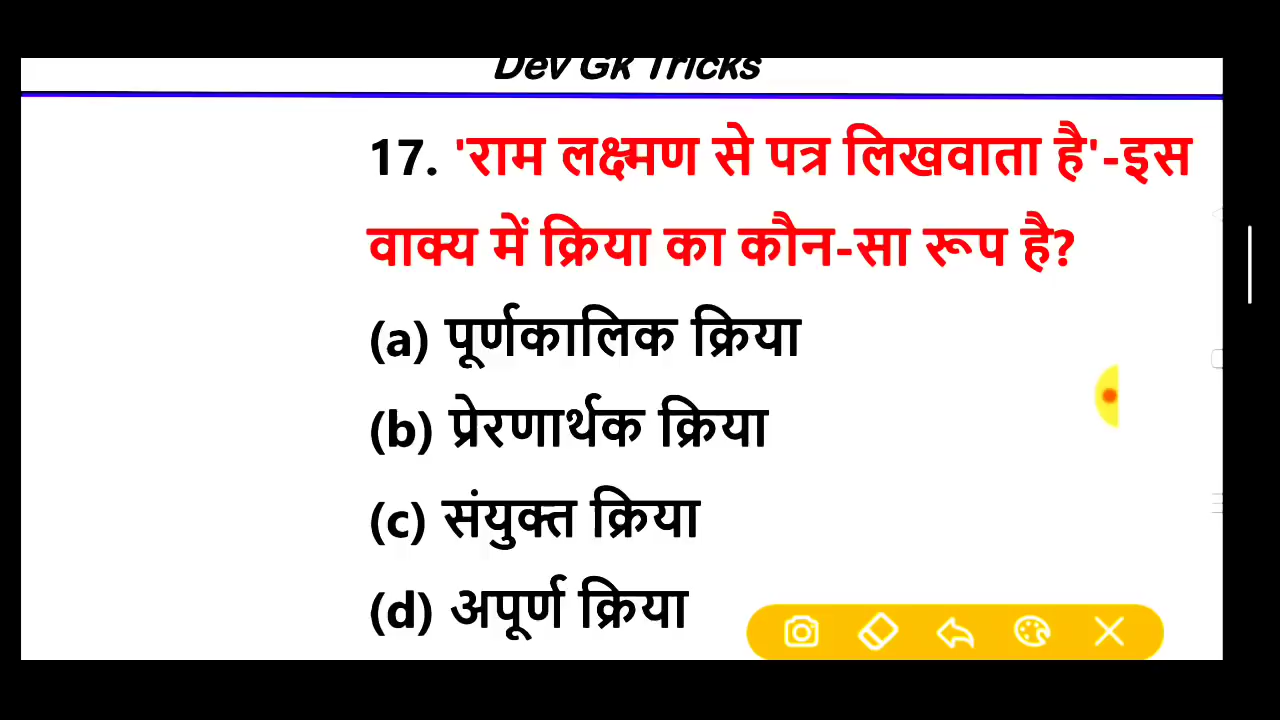 Dev Gk Tricks
17. 'राम लक्ष्मण से पत्र लिखवाता है'-इस
वाक्य में क्रिया का कौन-सा रूप है?
(a) पूर्णकालिक क्रिया
(b) प्रेरणार्थक क्रिया
(c) संयुक्त क्रिया
(d) अपूर्ण क्रिया